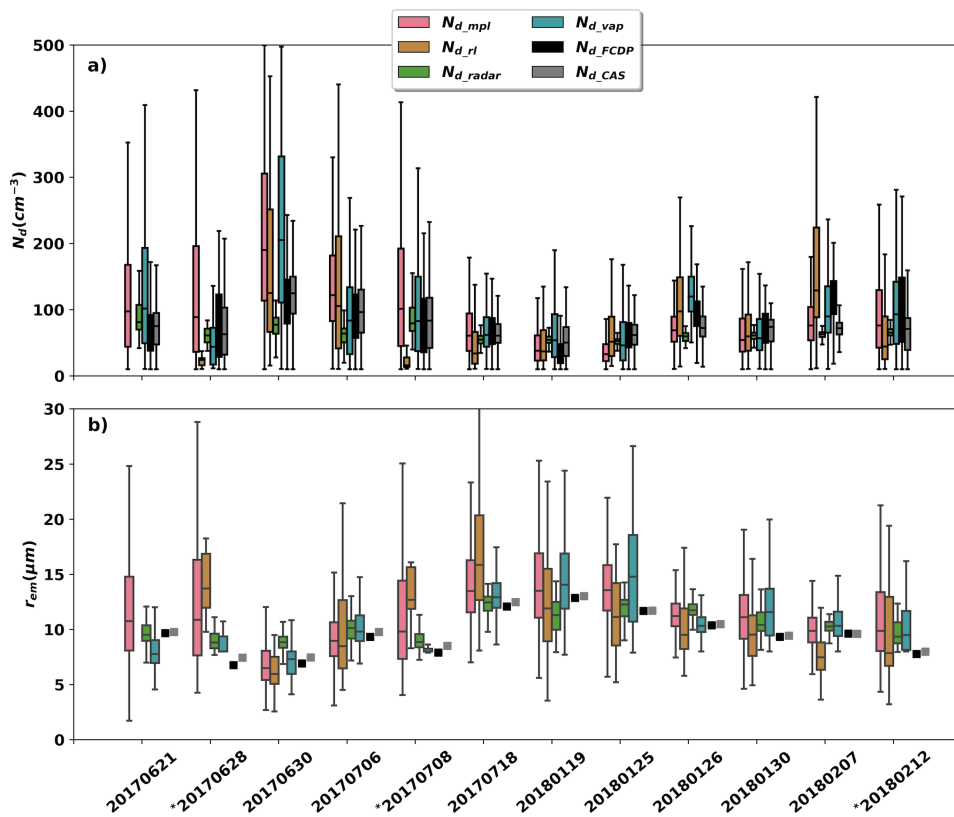 N_d_mpl N_d_vap
N_d_rl N_d_FCDP
N_d_radar N_d_CAS
a)
500
400
300
200
100
0
N_d(cm^{-3})
b)
30
25
20
15
10
5
0
r_em(μm)
20170621 *20170628 20170630 20170706 *20170708 20170718 20180119 20180125 20180126 20180130 20180207 *20180212